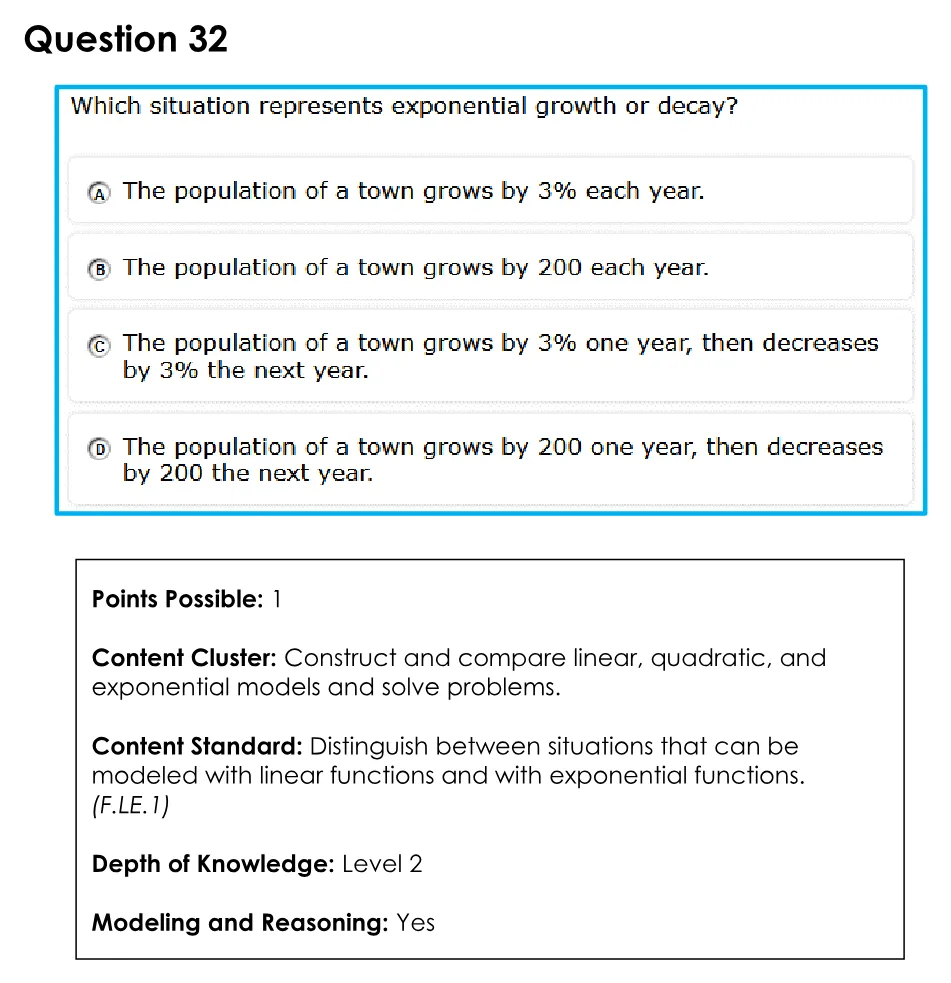 Question 32
Which situation represents exponential growth or decay?
A The population of a town grows by 3% each year.
B The population of a town grows by 200 each year.
C The population of a town grows by 3% one year, then decreases
by 3% the next year.
D The population of a town grows by 200 one year, then decreases
by 200 the next year.
Points Possible: 1
Content Cluster: Construct and compare linear, quadratic, and
exponential models and solve problems.
Content Standard: Distinguish between situations that can be
modeled with linear functions and with exponential functions.
(F.LE.1)
Depth of Knowledge: Level 2
Modeling and Reasoning: Yes